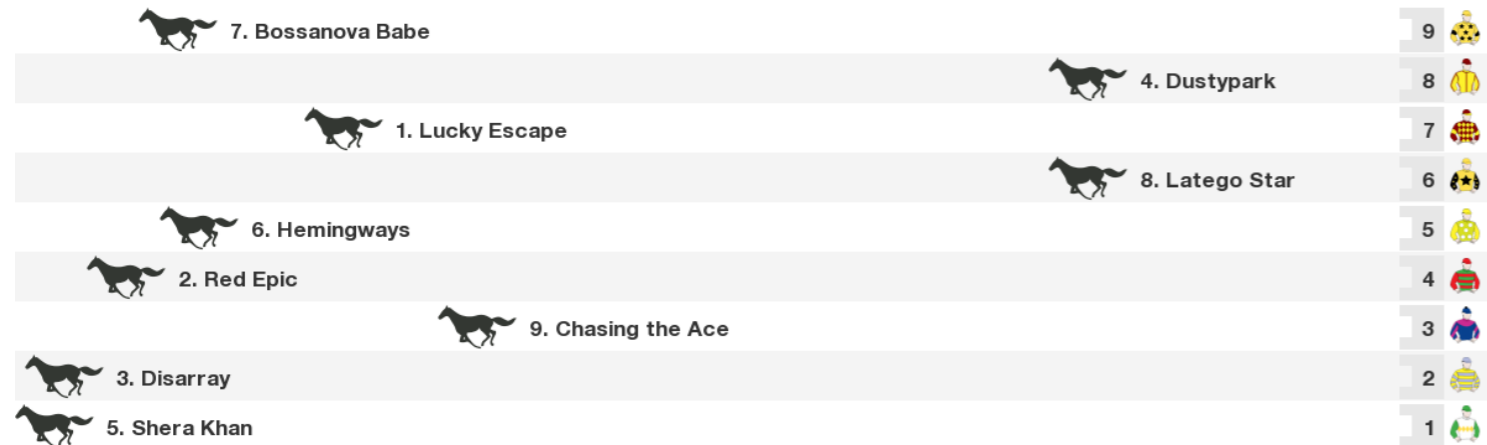 7. Bossanova Babe 9
4. Dustypark 8
1. Lucky Escape 7
8. Latego Star 6
6. Hemingways 5
2. Red Epic 4
9. Chasing the Ace 3
3. Disarray 2
5. Shera Khan 1